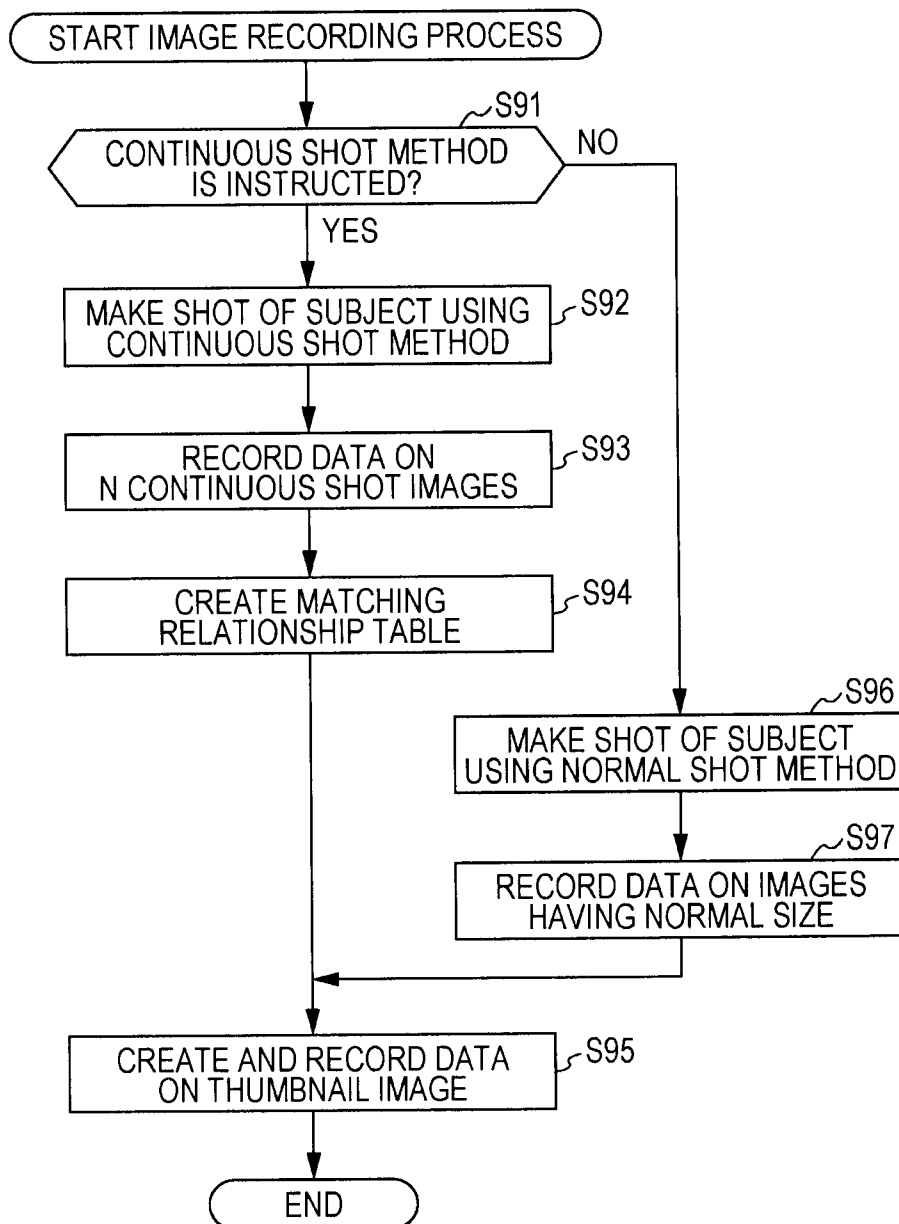 START IMAGE RECORDING PROCESS
S91
CONTINUOUS SHOT METHOD
IS INSTRUCTED?
NO
YES
S92
MAKE SHOT OF SUBJECT USING
CONTINUOUS SHOT METHOD
S93
RECORD DATA ON
N CONTINUOUS SHOT IMAGES
S94
CREATE MATCHING
RELATIONSHIP TABLE
S96
MAKE SHOT OF SUBJECT
USING NORMAL SHOT METHOD
S97
RECORD DATA ON IMAGES
HAVING NORMAL SIZE
S95
CREATE AND RECORD DATA
ON THUMBNAIL IMAGE
END